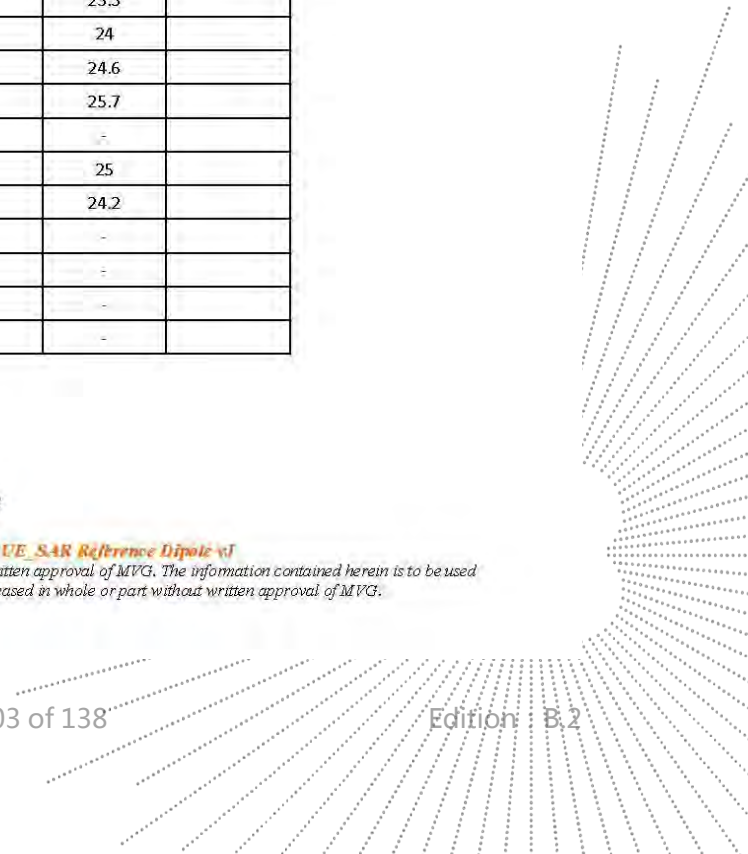 24
24.6
25.7
-
25
24.2
-
-
-
-
UE_SAR Reference Dipole vJ
itten approval of MVG. The information contained herein is to be used
eased in whole or part without written approval of MVG.
03 of 138
Edition : B.2